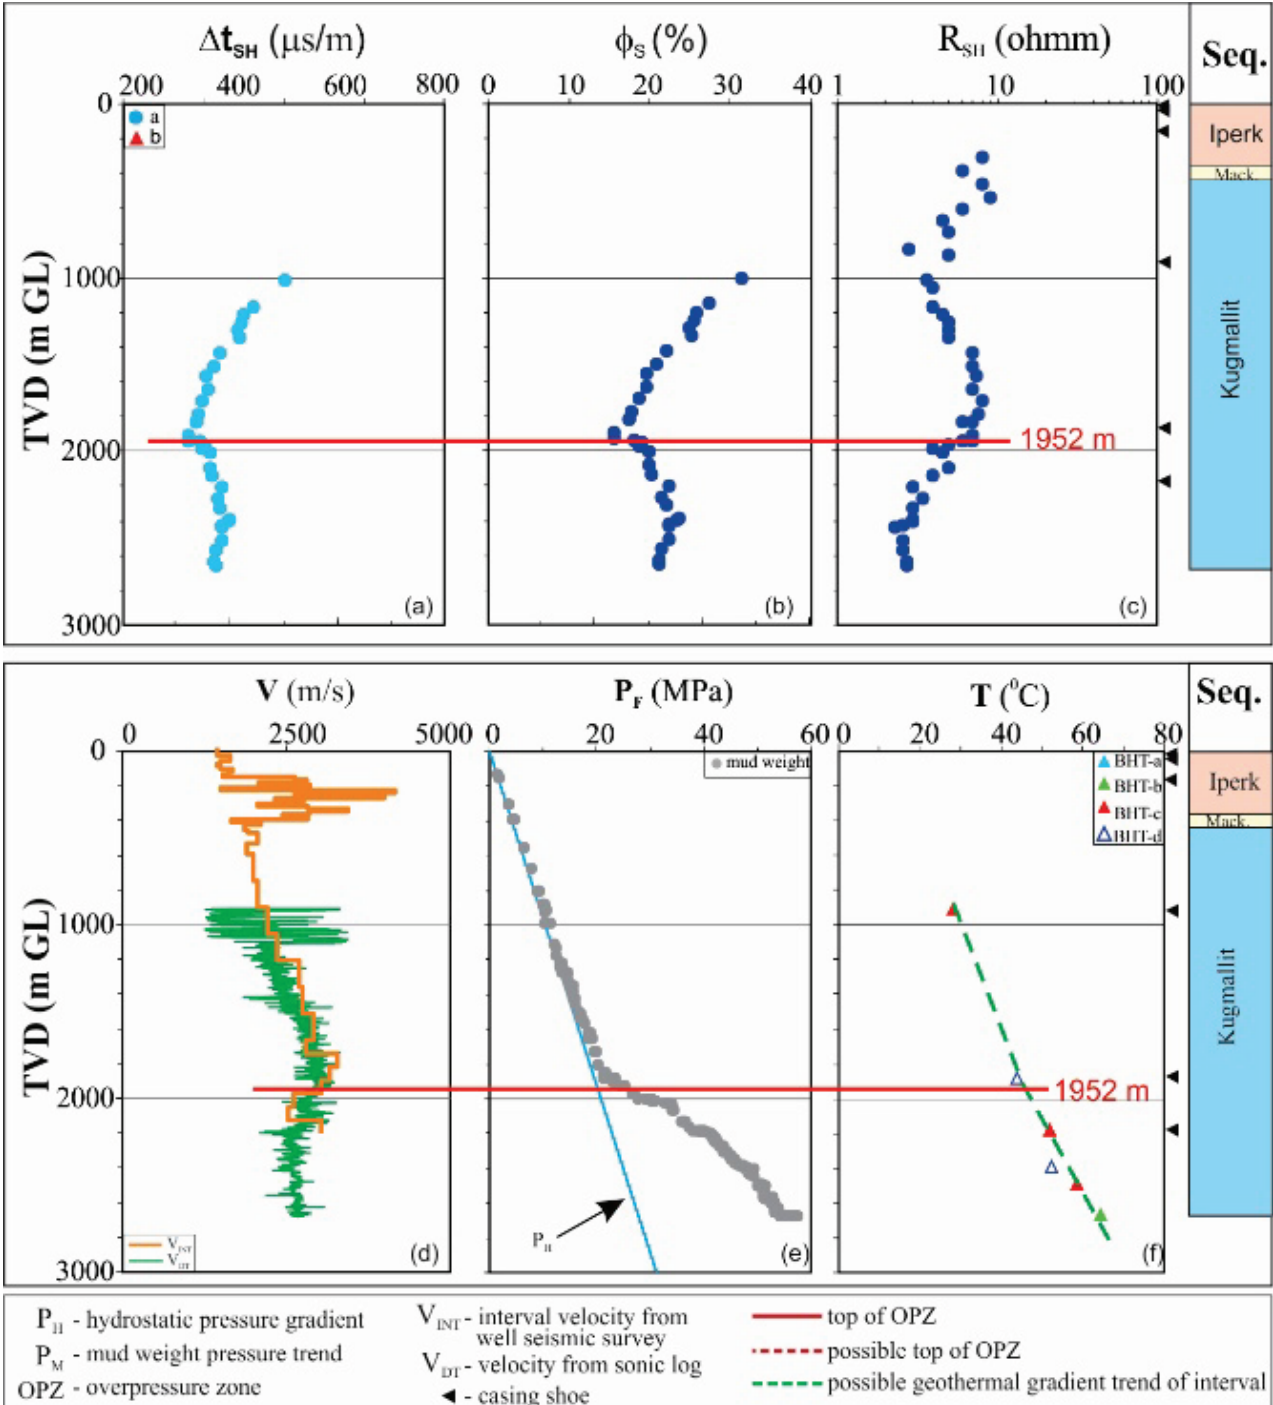 Δt_SH (μs/m)
ϕ_S (%)
R_SH (ohmm)
Seq.
200 400 600 800
0 10 20 30 40
1 10 100
0
a
b
Iperk
Mack.
1000
TVD (m GL)
Kugmallit
1952 m
2000
3000
(a)
(b)
(c)
V (m/s)
P_F (MPa)
T (⁰C)
Seq.
0 2500 5000
0 20 40 60
0 20 40 60 80
0
mud weight
BHT-a
BHT-b
BHT-c
BHT-d
Iperk
Mack.
1000
TVD (m GL)
Kugmallit
1952 m
2000
P_H
V_INT
V_DT
3000
(d)
(e)
(f)
P_H - hydrostatic pressure gradient
P_M - mud weight pressure trend
OPZ - overpressure zone
V_INT - interval velocity from
well seismic survey
V_DT - velocity from sonic log
◄ - casing shoe
top of OPZ
possible top of OPZ
possible geothermal gradient trend of interval